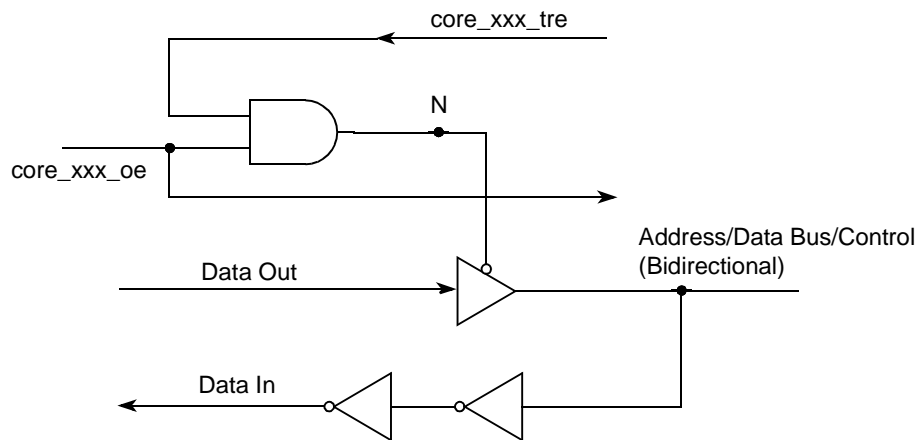 core_xxx_tre
N
core_xxx_oe
Address/Data Bus/Control
(Bidirectional)
Data Out
Data In